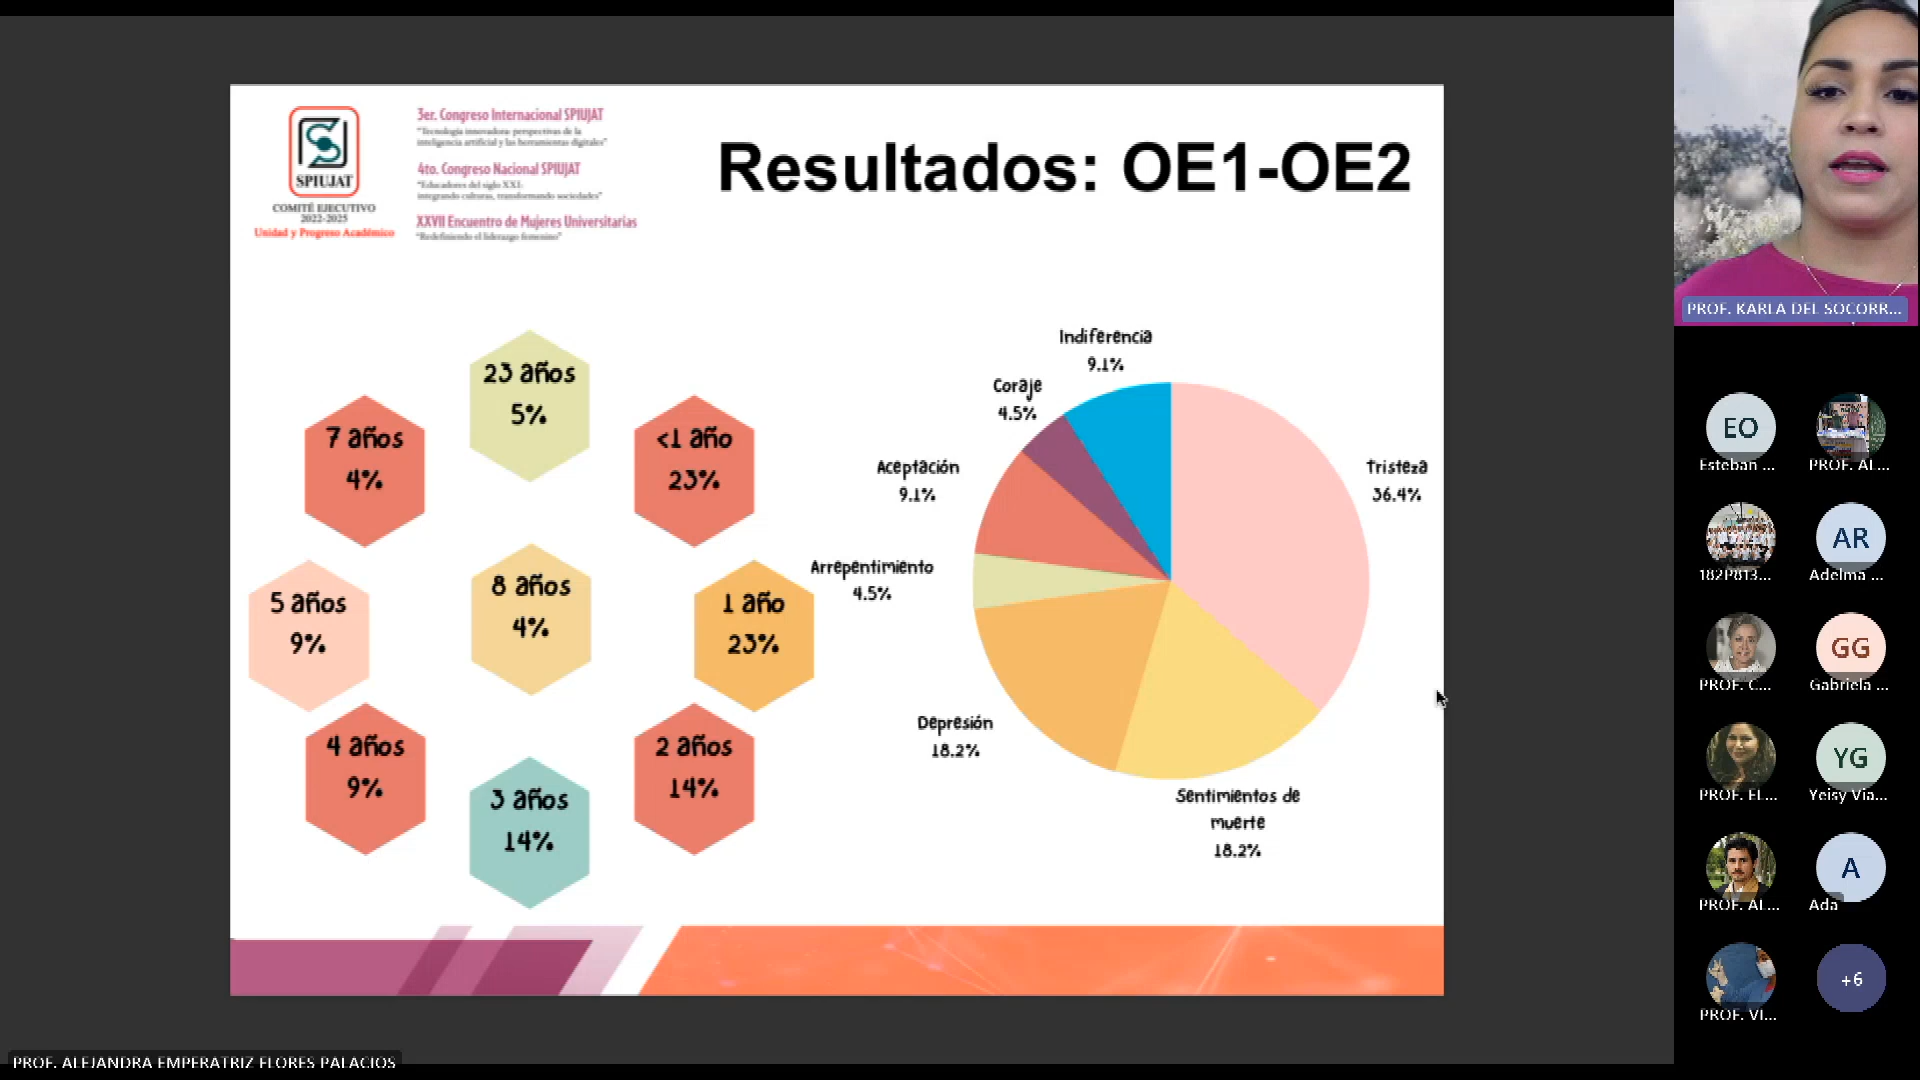 SPIUJAT
COMITÉ EJECUTIVO
2022-2025
Unidad y Progreso Académico
3er. Congreso Internacional SPIUJAT
"Tecnología innovadora: perspectivas de la
inteligencia artificial y las herramientas digitales"
4to. Congreso Nacional SPIUJAT
"Educadores del siglo XXI:
integrando culturas, transformando sociedades"
XXVII Encuentro de Mujeres Universitarias
"Redefiniendo el liderazgo femenino"
Resultados: OE1-OE2
23 años
5%
7 años
4%
<1 año
23%
5 años
9%
8 años
4%
1 año
23%
4 años
9%
2 años
14%
3 años
14%
Indiferencia
9.1%
Coraje
4.5%
Aceptación
9.1%
Tristeza
36.4%
Arrepentimiento
4.5%
Depresión
18.2%
Sentimientos de
muerte
18.2%
PROF. KARLA DEL SOCORR...
EO
Esteban ...
PROF. AL...
182P813...
AR
Adelma ...
PROF. C...
GG
Gabriela ...
PROF. EL...
YG
Yeisy Via...
PROF. AL...
A
Ada
PROF. VI...
+6
PROF. ALEJANDRA EMPERATRIZ FLORES PALACIOS